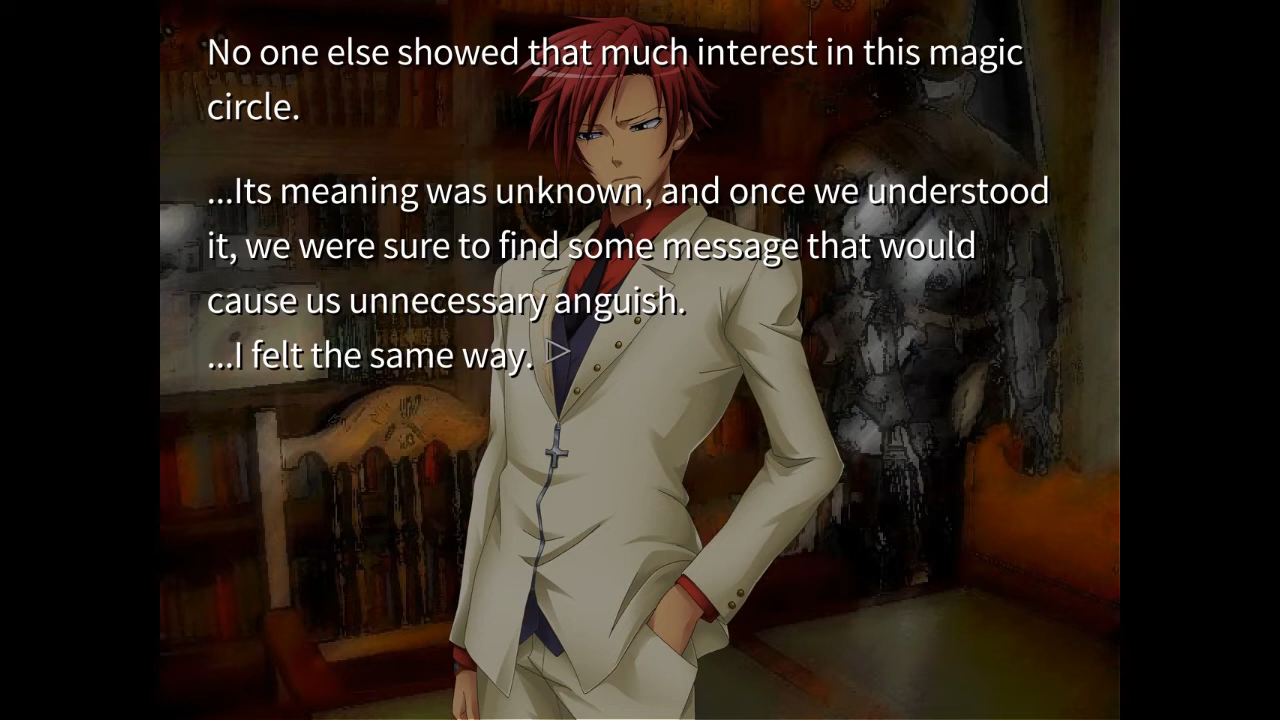 No one else showed that much interest in this magic
circle.
...Its meaning was unknown, and once we understood
it, we were sure to find some message that would
cause us unnecessary anguish.
...I felt the same way.